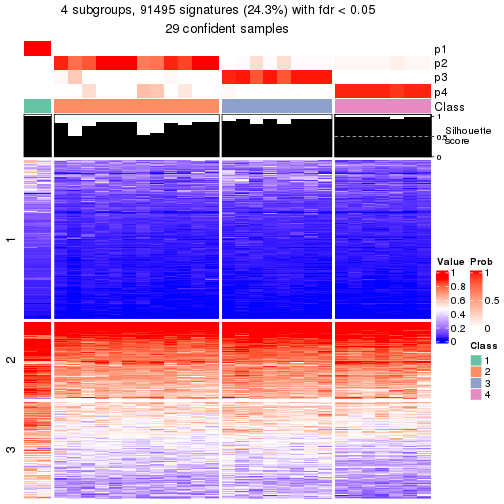 4 subgroups, 91495 signatures (24.3%) with fdr < 0.05
29 confident samples
p1
p2
p3
p4
Class
1
0.5
0
Silhouette
score
1
2
3
Value Prob
1 1
0.8
0.6 0.5
0.4
0.2 0
0
Class
1
2
3
4